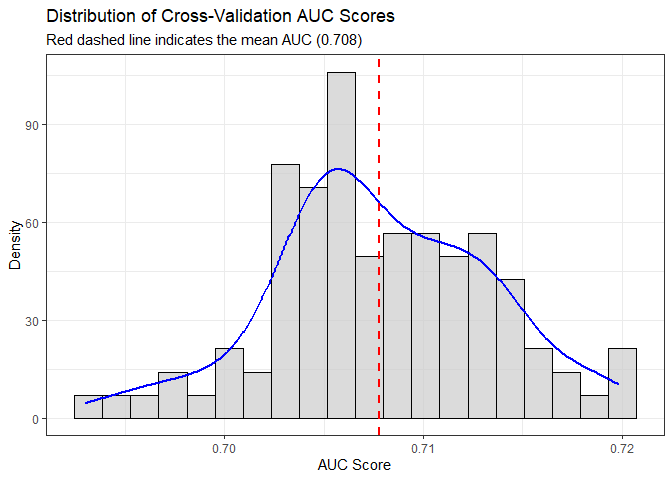 Distribution of Cross-Validation AUC Scores
Red dashed line indicates the mean AUC (0.708)
90
60
30
0
Density
0.70 0.71 0.72
AUC Score